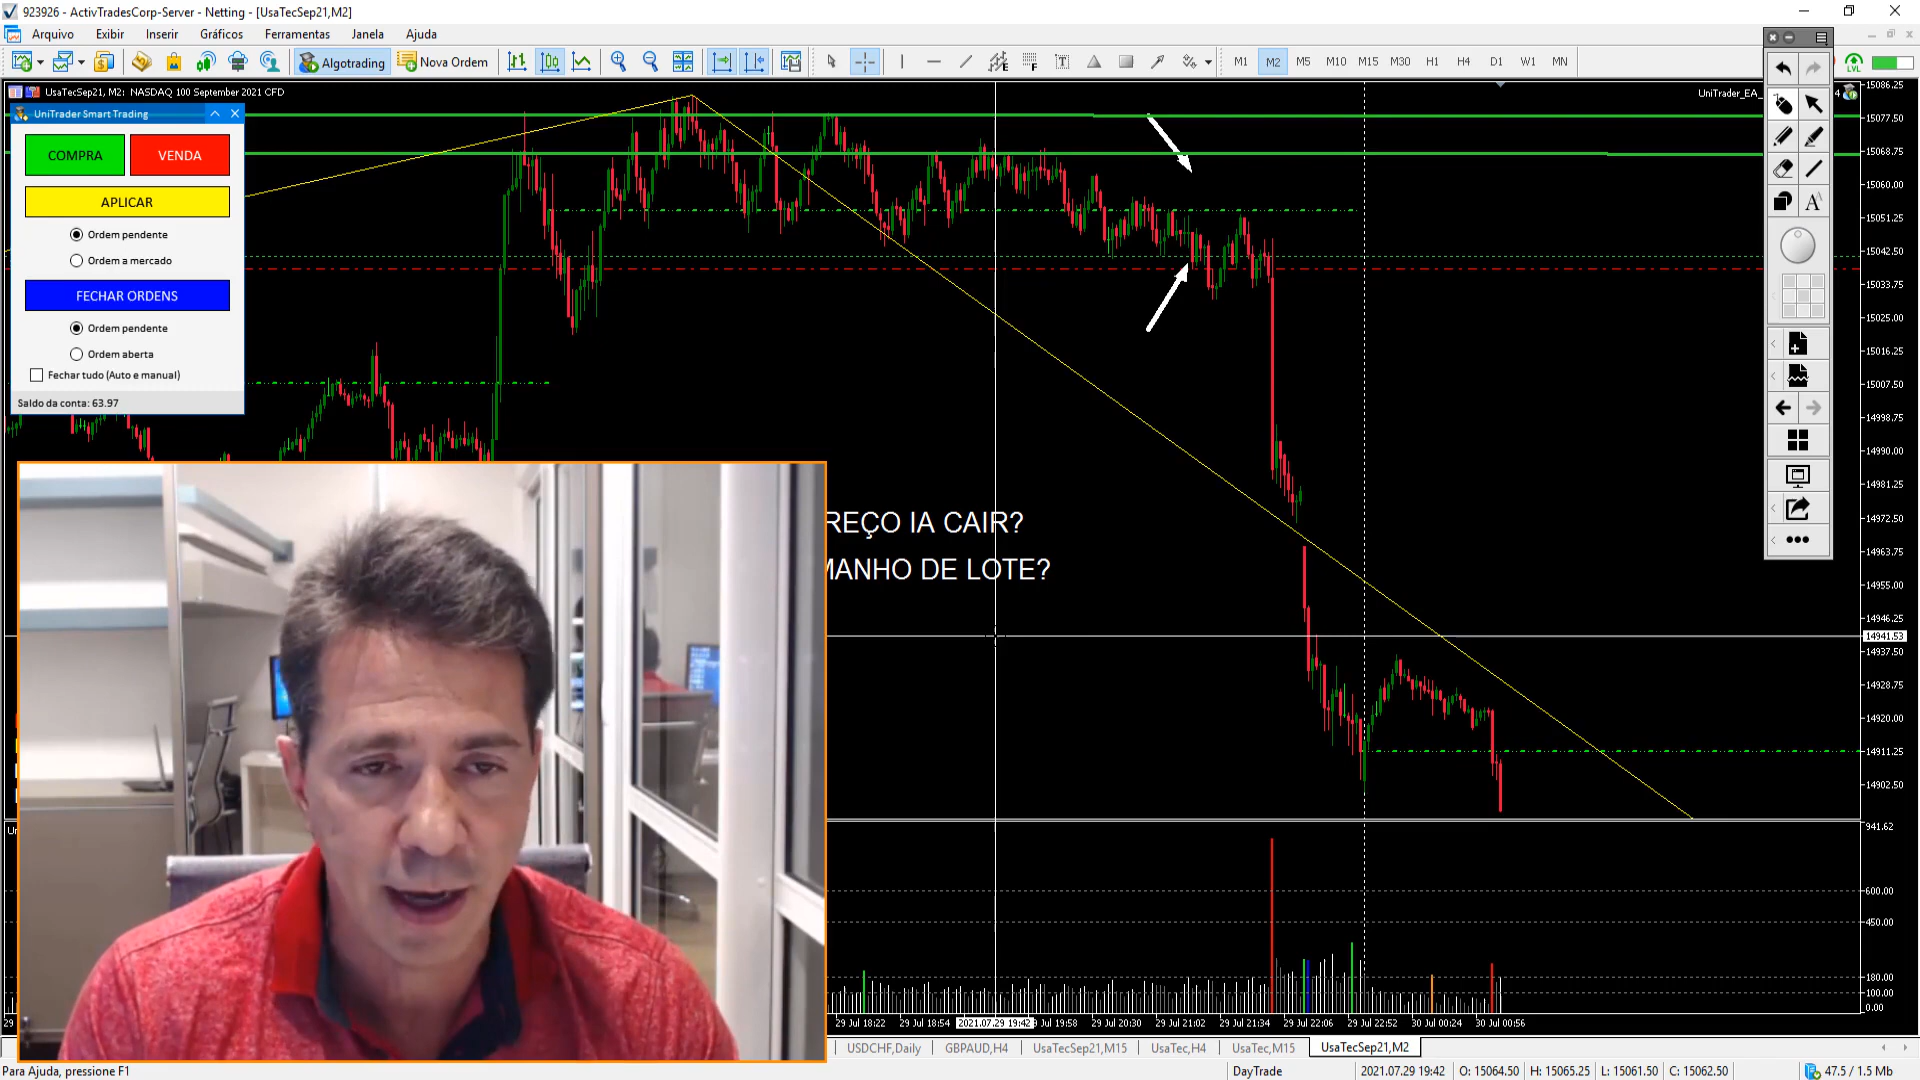 923926 - ActivTradesCorp-Server - Netting - [UsaTecSep21,M2]
Arquivo Exibir Inserir Gráficos Ferramentas Janela Ajuda
Algotrading Nova Ordem M1 M2 M5 M10 M15 M30 H1 H4 D1 W1 MN LVL
UsaTecSep21, M2: NASDAQ 100 September 2021 CFD
UniTrader_EA_ 4
UniTrader Smart Trading
COMPRA VENDA
APLICAR
Ordem pendente
Ordem a mercado
FECHAR ORDENS
Ordem pendente
Ordem aberta
Fechar tudo (Auto e manual)
Saldo da conta: 63.97
REÇO IA CAIR?
MANHO DE LOTE?
15086.25
15077.50
15068.75
15060.00
15051.25
15042.50
15033.75
15025.00
15016.25
15007.50
14998.75
14990.00
14981.25
14972.50
14963.75
14955.00
14946.25
14941.53
14937.50
14928.75
14920.00
14911.25
14902.50
941.62
600.00
450.00
180.00
100.00
0.00
29 29 Jul 18:22 29 Jul 18:54 2021.07.29 19:42 Jul 19:58 29 Jul 20:30 29 Jul 21:02 29 Jul 21:34 29 Jul 22:06 29 Jul 22:52 30 Jul 00:24 30 Jul 00:56
USDCHF,Daily GBPAUD,H4 UsaTecSep21,M15 UsaTec,H4 UsaTec,M15 UsaTecSep21,M2
Para Ajuda, pressione F1 DayTrade 2021.07.29 19:42 O: 15064.50 H: 15065.25 L: 15061.50 C: 15062.50 47.5 / 1.5 Mb